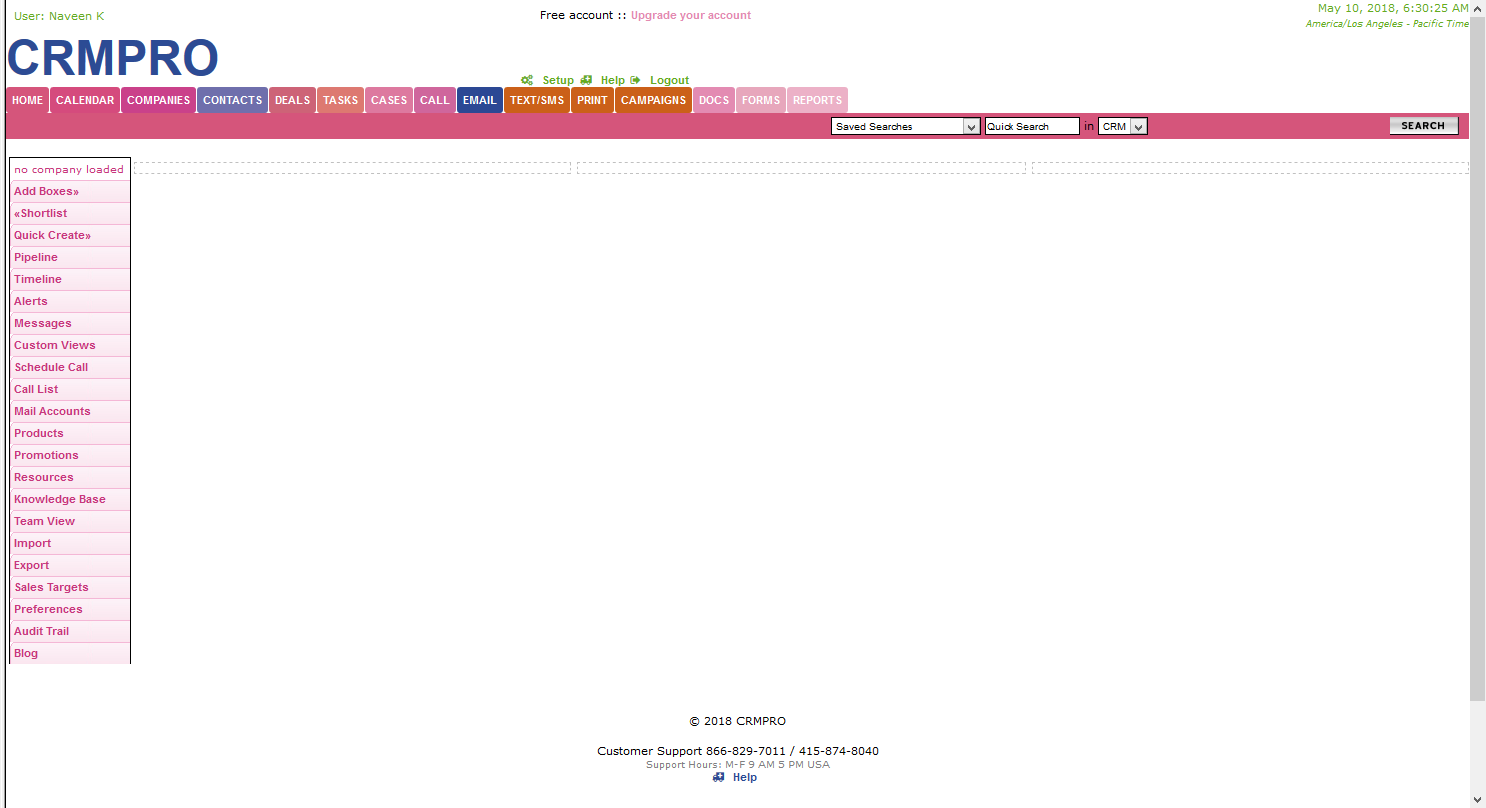 User: Naveen K
Free account :: Upgrade your account
May 10, 2018, 6:30:25 AM
America/Los Angeles - Pacific Time
CRMPRO
Setup Help Logout
HOME CALENDAR COMPANIES CONTACTS DEALS TASKS CASES CALL EMAIL TEXT/SMS PRINT CAMPAIGNS DOCS FORMS REPORTS
Saved Searches Quick Search in CRM SEARCH
no company loaded
Add Boxes»
«Shortlist
Quick Create»
Pipeline
Timeline
Alerts
Messages
Custom Views
Schedule Call
Call List
Mail Accounts
Products
Promotions
Resources
Knowledge Base
Team View
Import
Export
Sales Targets
Preferences
Audit Trail
Blog
© 2018 CRMPRO
Customer Support 866-829-7011 / 415-874-8040
Support Hours: M-F 9 AM 5 PM USA
Help